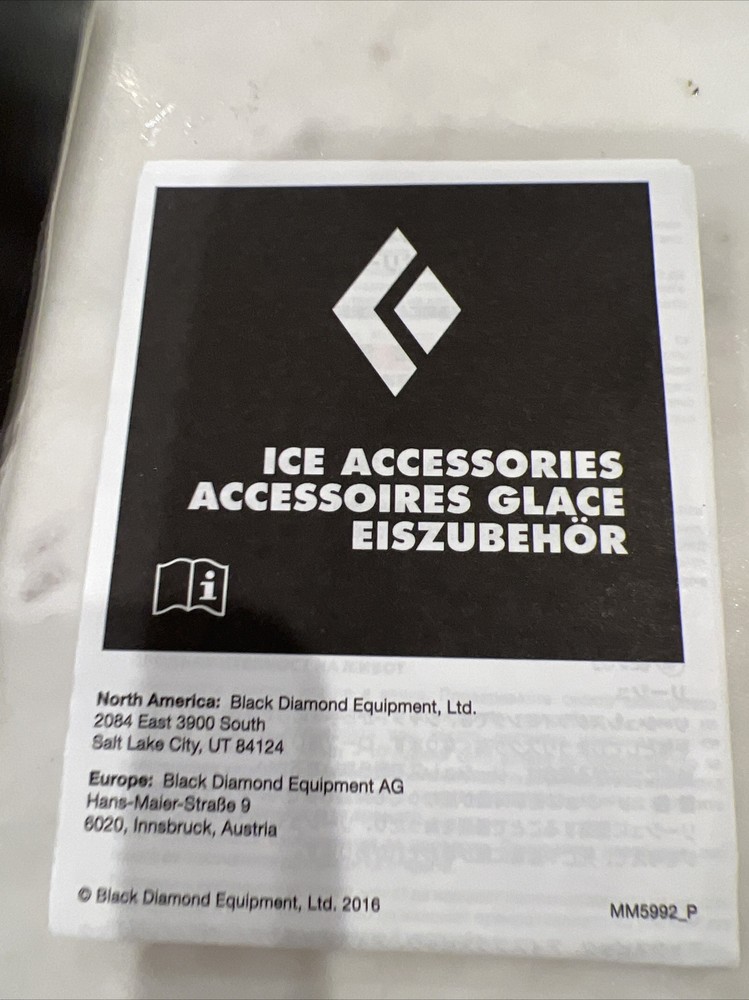 ICE ACCESSORIES
ACCESSOIRES GLACE
EISZUBEHÖR
i
North America: Black Diamond Equipment, Ltd.
2084 East 3900 South
Salt Lake City, UT 84124
Europe: Black Diamond Equipment AG
Hans-Maier-Straße 9
6020, Innsbruck, Austria
© Black Diamond Equipment, Ltd. 2016
MM5992_P